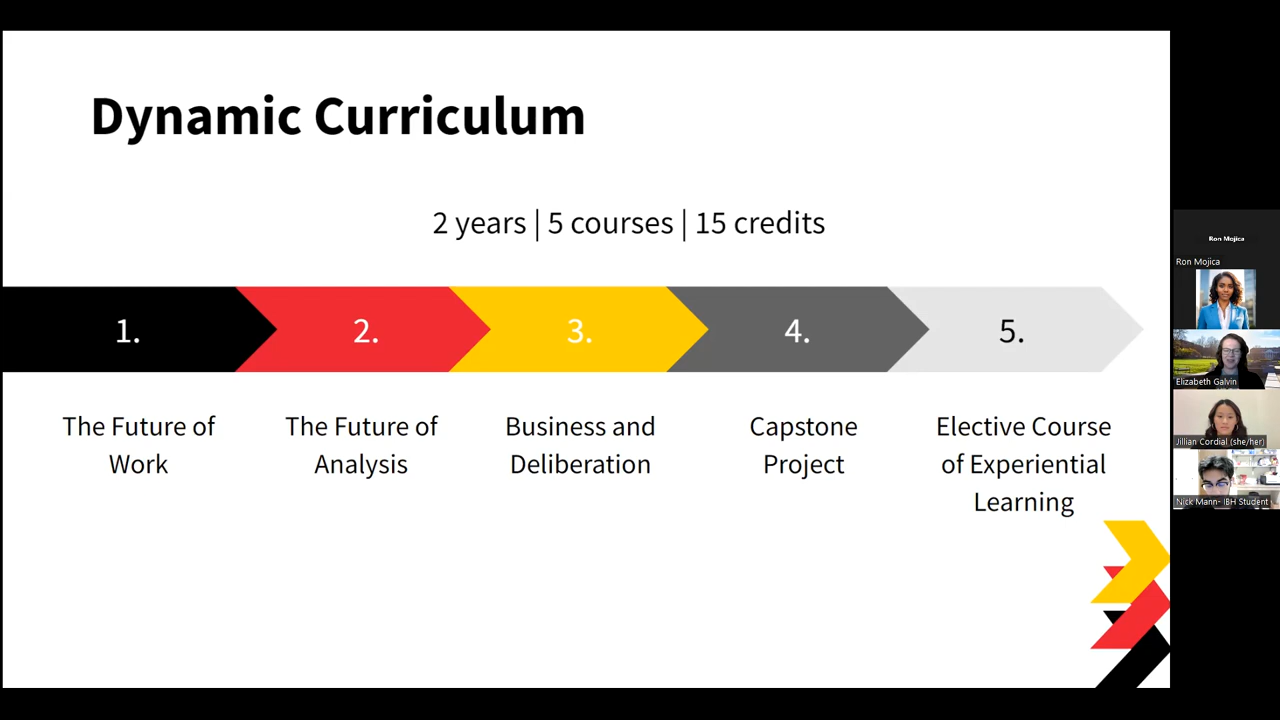 Dynamic Curriculum
2 years | 5 courses | 15 credits
1.
2.
3.
4.
5.
The Future of
Work
The Future of
Analysis
Business and
Deliberation
Capstone
Project
Elective Course
of Experiential
Learning
Ron Mojica
Ron Mojica
Elizabeth Galvin
Jillian Cordial (she/her)
Nick Mann- IBH Student